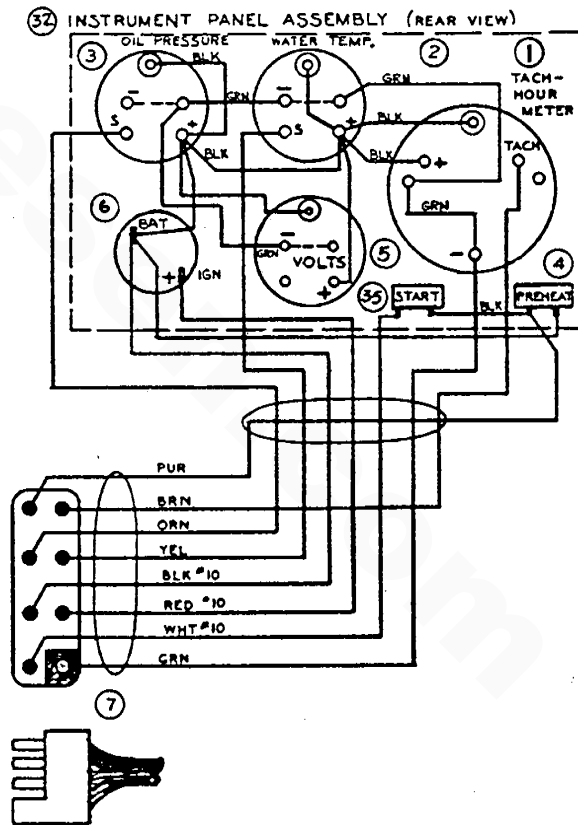 32 INSTRUMENT PANEL ASSEMBLY (REAR VIEW)
3 OIL PRESSURE WATER TEMP. 2 1
TACH-
HOUR
METER
BLK
GRN
GRN
BLK
TACH
- + S
- + S
+
BLK
BLK
GRN
-
6 BAT
+ IGN
GRN
- VOLTS +
5
4
35 START
BLK
PREHEAT
PUR
BRN
ORN
YEL
BLK #10
RED #10
WHT #10
GRN
7